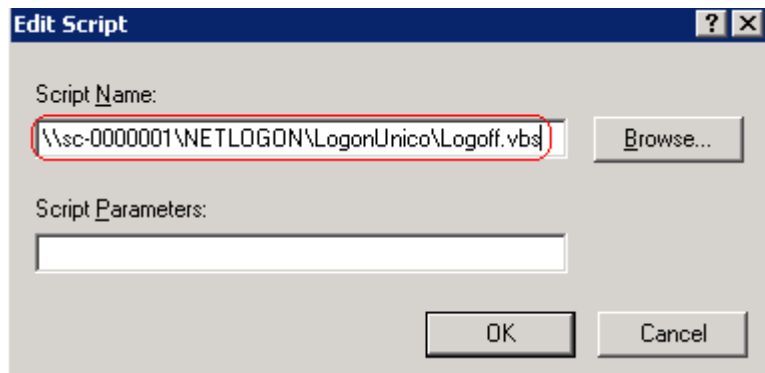 Edit Script
Script Name:
\\sc-0000001\NETLOGON\LogonUnico\Logoff.vbs
Browse...
Script Parameters:
OK
Cancel